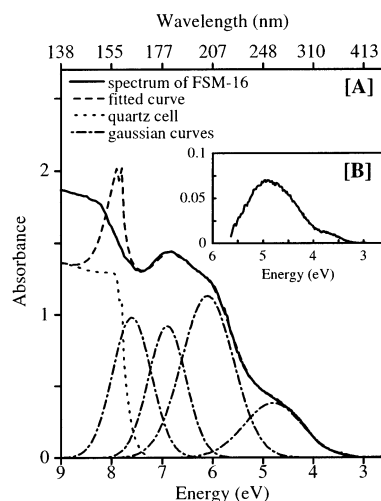 Wavelength (nm)
138 155 177 207 248 310 413
[A]
spectrum of FSM-16
fitted curve
quartz cell
gaussian curves
Absorbance
2
1
0
[B]
0.1
0.05
0
6 5 4 3
Energy (eV)
9 8 7 6 5 4 3
Energy (eV)